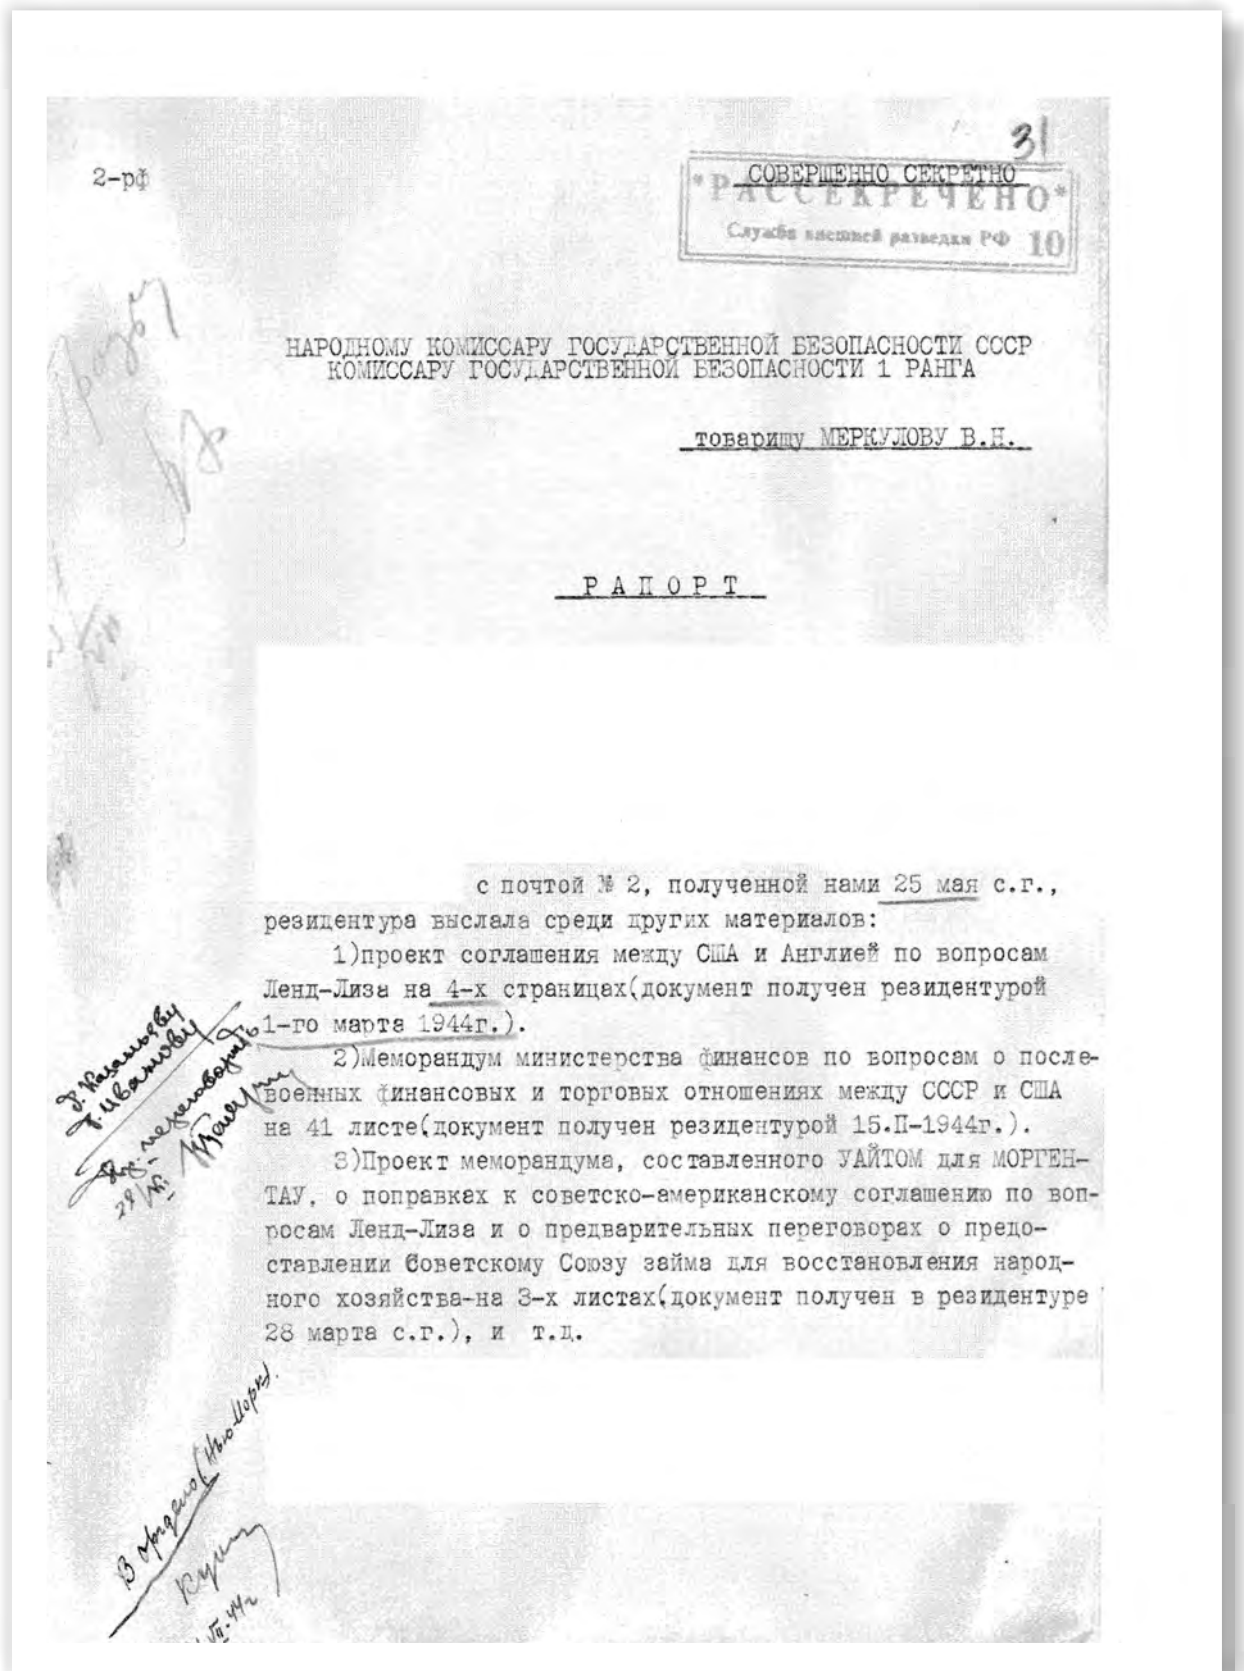 31
2-рф
СОВЕРШЕННО СЕКРЕТНО
*РАССЕКРЕЧЕНО*
Служба внешней разведки РФ 10
НАРОДНОМУ КОМИССАРУ ГОСУДАРСТВЕННОЙ БЕЗОПАСНОСТИ СССР
КОМИССАРУ ГОСУДАРСТВЕННОЙ БЕЗОПАСНОСТИ 1 РАНГА
товарищу МЕРКУЛОВУ В.Н.
РАПОРТ
с почтой № 2, полученной нами 25 мая с.г.,
резидентура выслала среди других материалов:
1)проект соглашения между США и Англией по вопросам
Ленд-Лиза на 4-х страницах(документ получен резидентурой
1-го марта 1944г.).
2)Меморандум министерства финансов по вопросам о после-
военных финансовых и торговых отношениях между СССР и США
на 41 листе(документ получен резидентурой 15.П-1944г.).
3)Проект меморандума, составленного УАЙТОМ для МОРГЕН-
ТАУ, о поправках к советско-американскому соглашению по воп-
росам Ленд-Лиза и о предварительных переговорах о предо-
ставлении Советскому Союзу займа для восстановления народ-
ного хозяйства-на 3-х листах(документ получен в резидентуре
28 марта с.г.), и т.д.
т. Иванову
переговорить
В оргдело (Нью-Йорк).